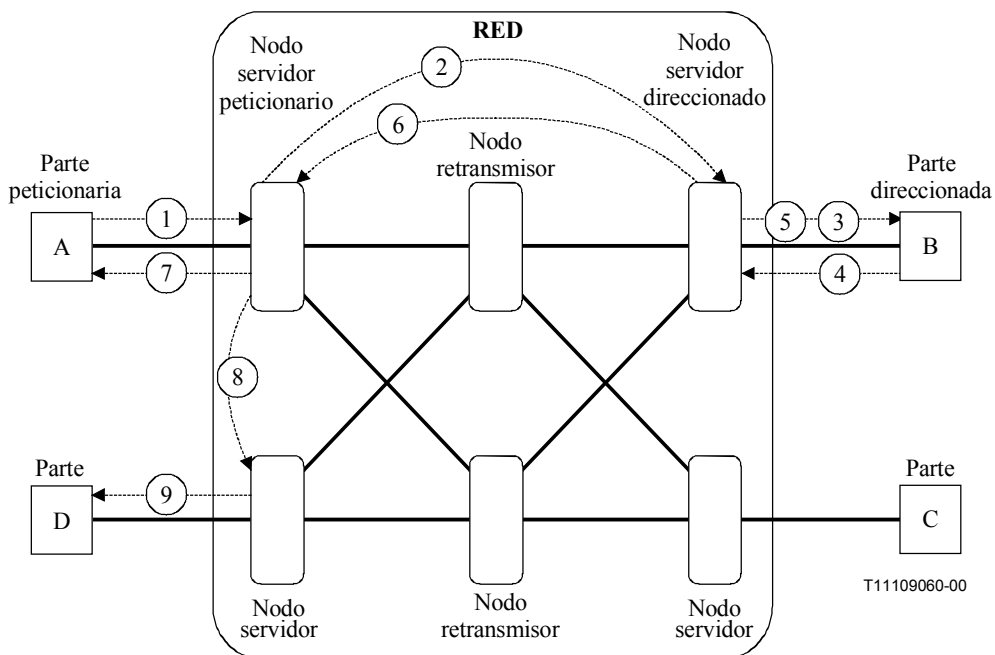 RED
Nodo
servidor
peticionario
2
Nodo
servidor
direccionado
6
Nodo
retransmisor
Parte
peticionaria
Parte
direccionada
A
1
5
3
B
7
4
8
Parte
D
9
Parte
C
T11109060-00
Nodo
servidor
Nodo
retransmisor
Nodo
servidor